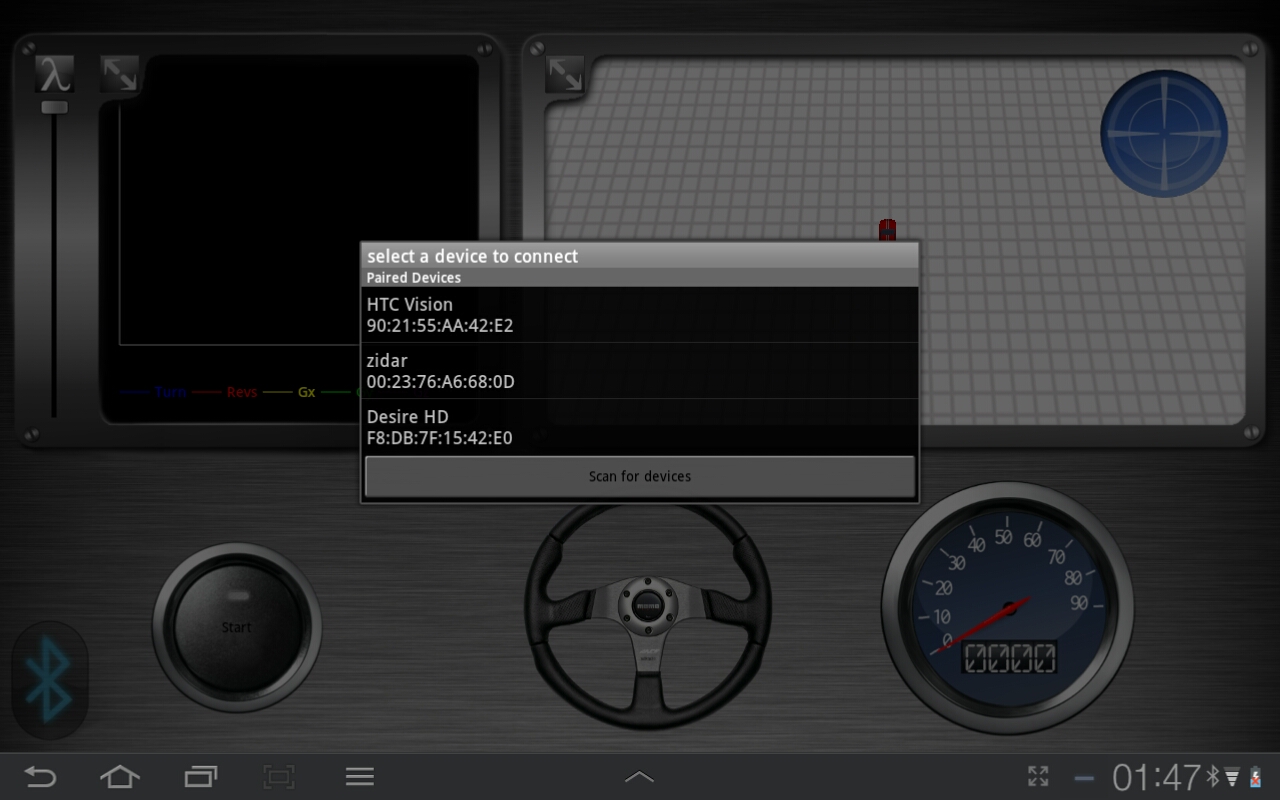 λ
select a device to connect
Paired Devices
HTC Vision
90:21:55:AA:42:E2
zidar
00:23:76:A6:68:0D
Desire HD
F8:DB:7F:15:42:E0
Scan for devices
Turn Revs Gx
Start
momo
0 10 20 30 40 50 60 70 80 90
0000
01:47